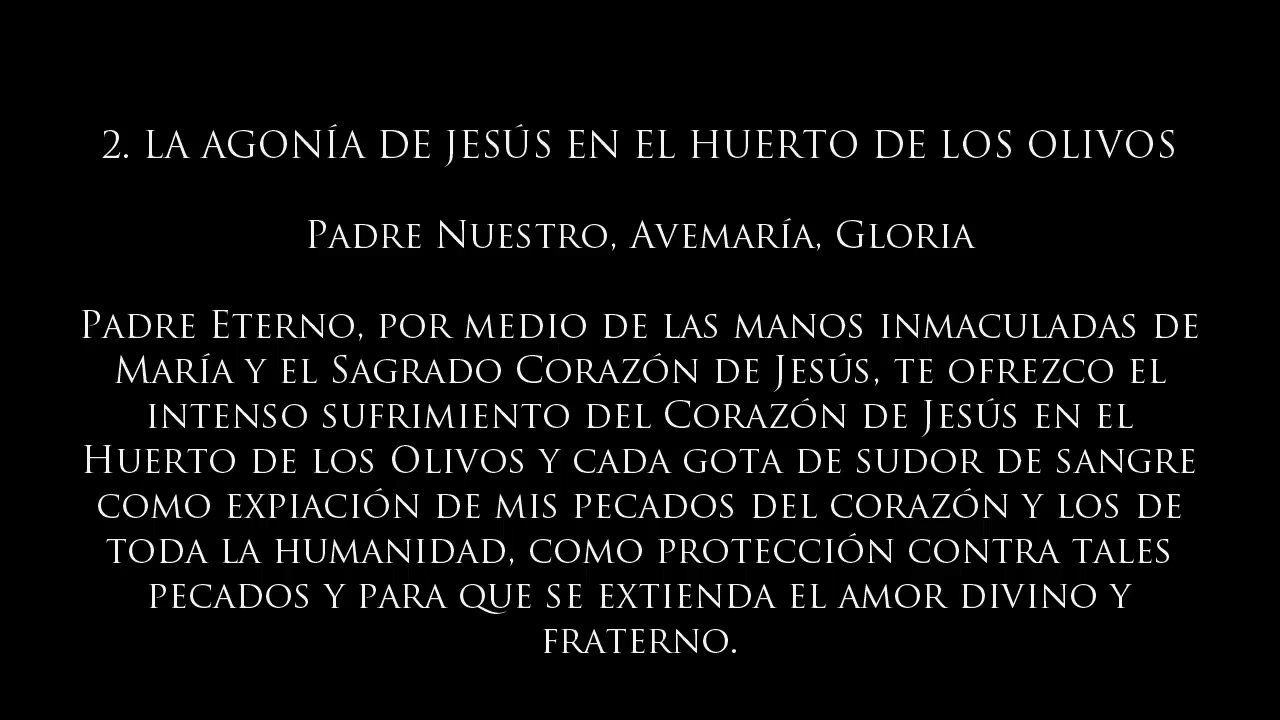 2. LA AGONÍA DE JESÚS EN EL HUERTO DE LOS OLIVOS
Padre Nuestro, Avemaría, Gloria
Padre Eterno, por medio de las manos inmaculadas de
María y el Sagrado Corazón de Jesús, te ofrezco el
intenso sufrimiento del Corazón de Jesús en el
Huerto de los Olivos y cada gota de sudor de sangre
como expiación de mis pecados del corazón y los de
toda la humanidad, como protección contra tales
pecados y para que se extienda el amor divino y
fraterno.